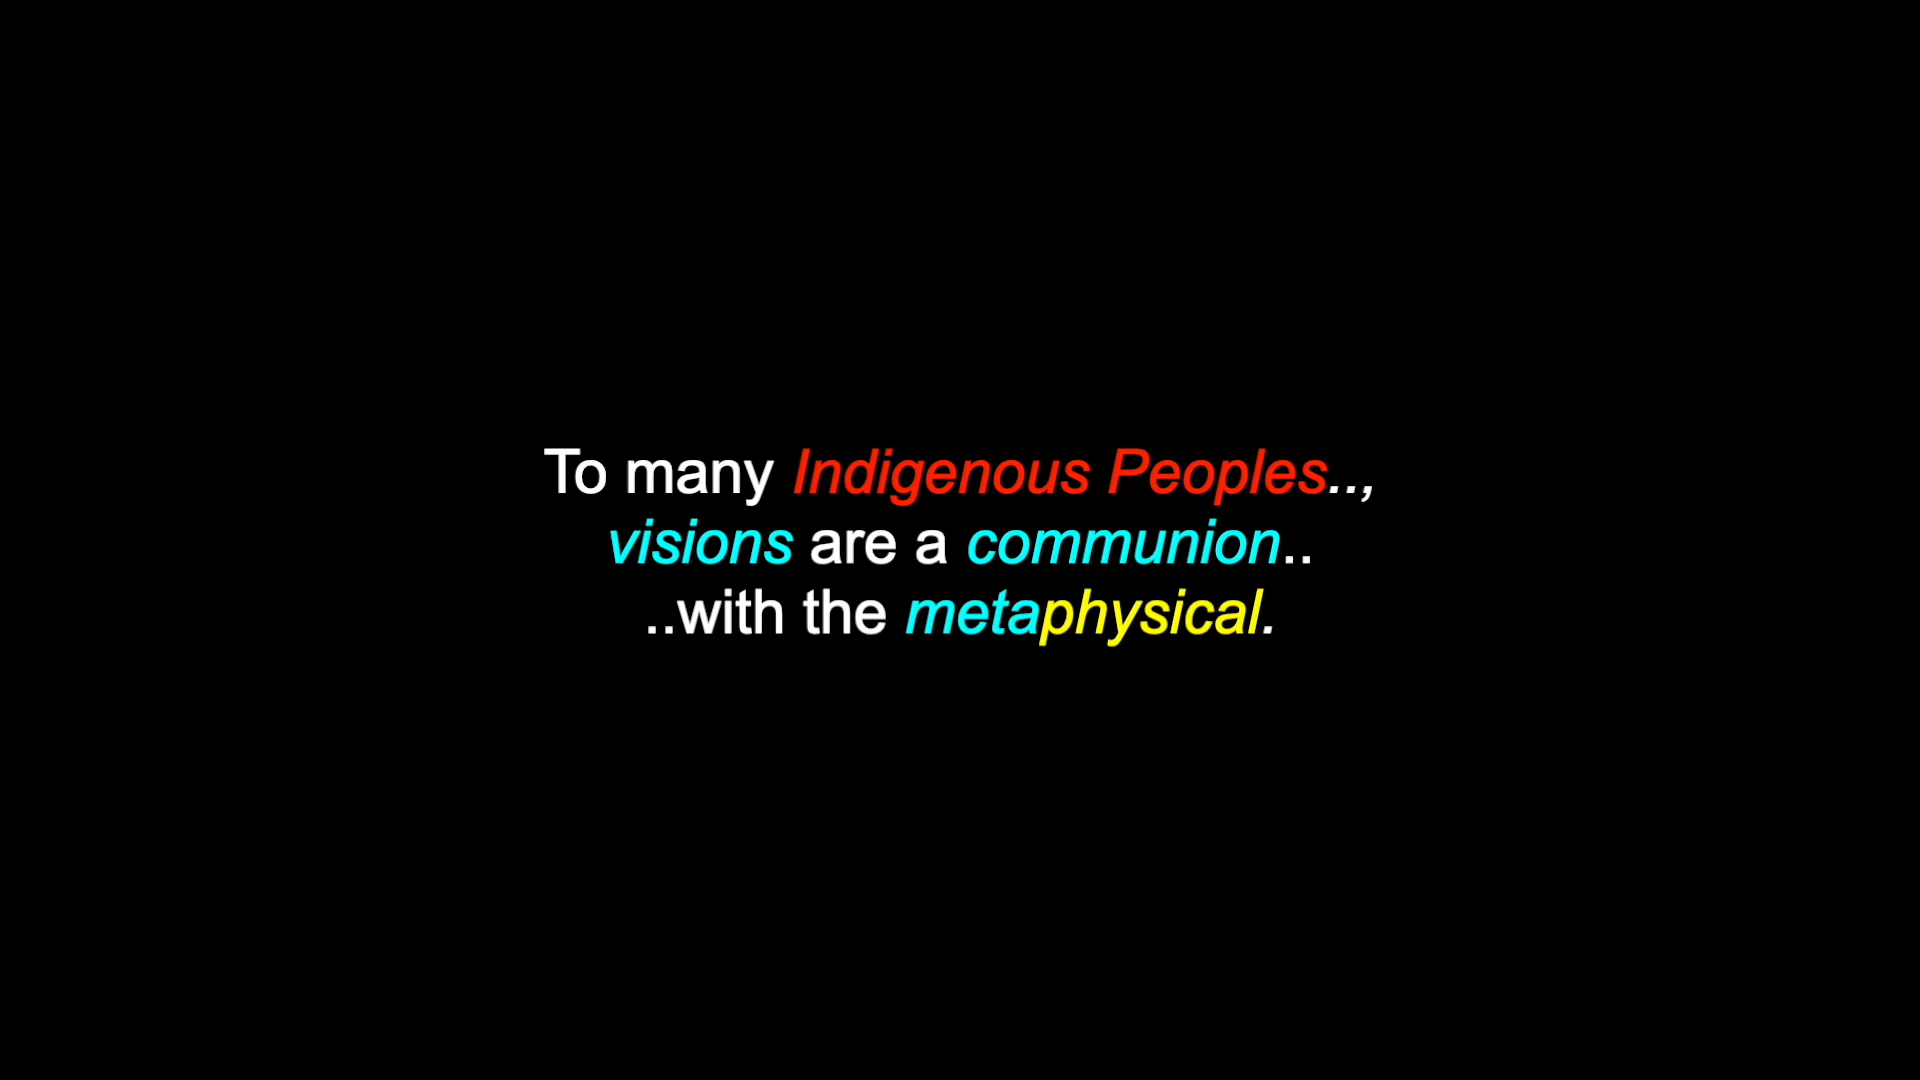 To many Indigenous Peoples..,
visions are a communion..
..with the metaphysical.